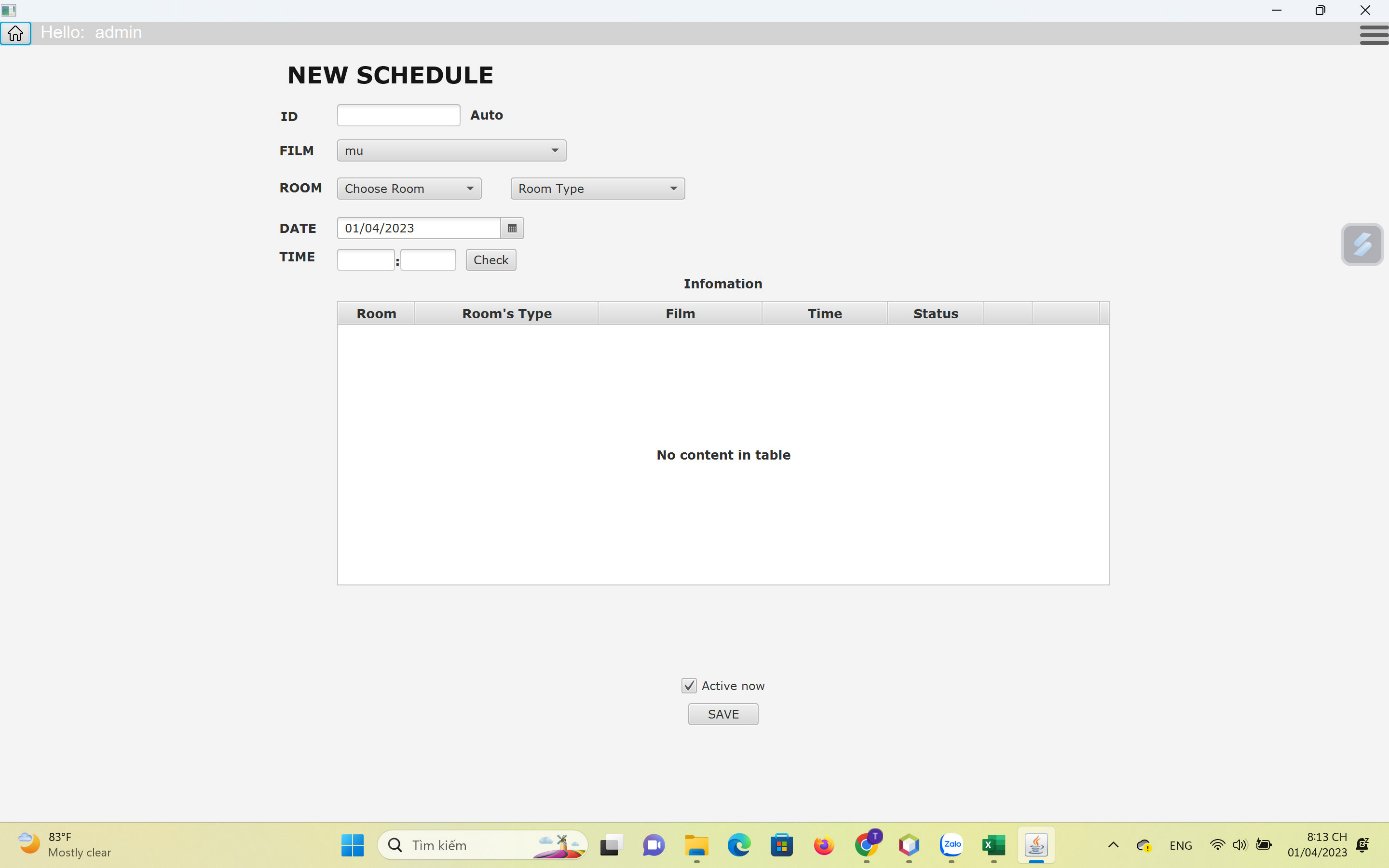 Hello: admin
NEW SCHEDULE
ID Auto
FILM mu
ROOM Choose Room Room Type
DATE 01/04/2023
TIME : Check
Infomation
Room Room's Type Film Time Status
No content in table
Active now
SAVE
83°F
Mostly clear
Tìm kiếm
T
Zalo
X
ENG
8:13 CH
01/04/2023